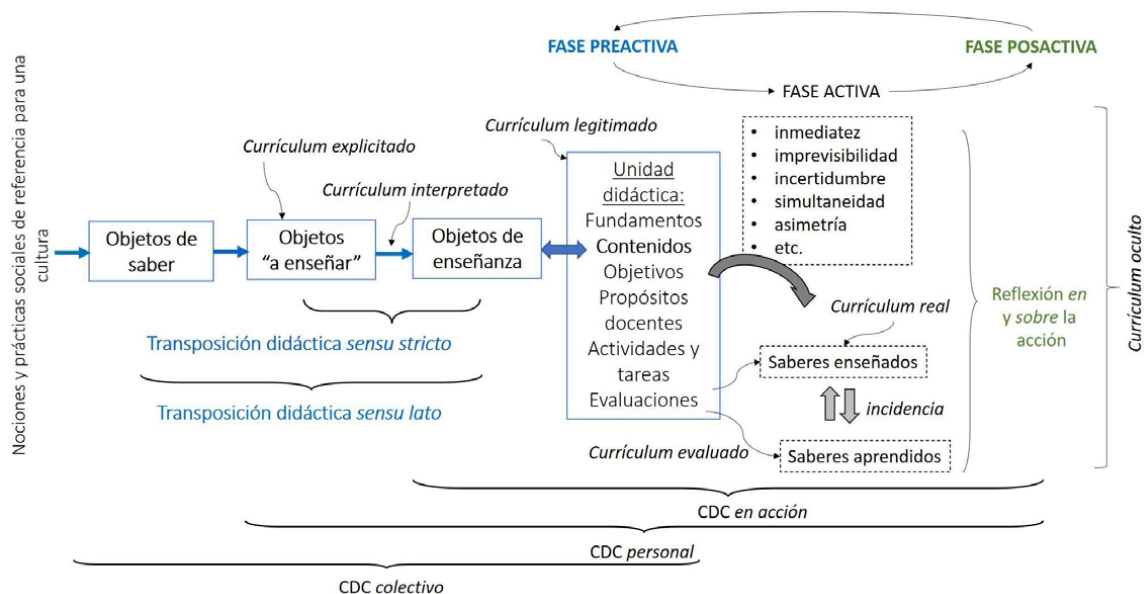 Nociones y prácticas sociales de referencia para una
cultura
FASE PREACTIVA
FASE POSACTIVA
FASE ACTIVA
Currículum explicitado
Currículum interpretado
Currículum legitimado
Objetos de
saber
Objetos
“a enseñar”
Objetos de
enseñanza
Unidad
didáctica:
Fundamentos
Contenidos
Objetivos
Propósitos
docentes
Actividades y
tareas
Evaluaciones
• inmediatez
• imprevisibilidad
• incertidumbre
• simultaneidad
• asimetría
• etc.
Currículum real
Saberes enseñados
incidencia
Saberes aprendidos
Currículum evaluado
Reflexión en
y sobre la
acción
Currículum oculto
Transposición didáctica sensu stricto
Transposición didáctica sensu lato
CDC en acción
CDC personal
CDC colectivo